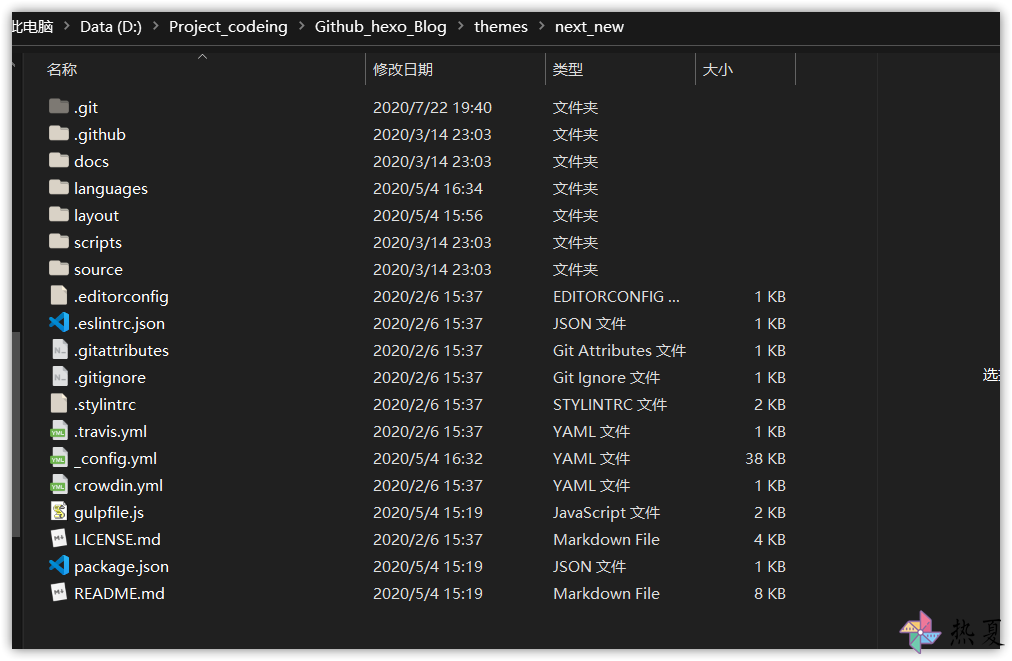 此电脑 > Data (D:) > Project_codeing > Github_hexo_Blog > themes > next_new
名称 修改日期 类型 大小
.git 2020/7/22 19:40 文件夹
.github 2020/3/14 23:03 文件夹
docs 2020/3/14 23:03 文件夹
languages 2020/5/4 16:34 文件夹
layout 2020/5/4 15:56 文件夹
scripts 2020/3/14 23:03 文件夹
source 2020/3/14 23:03 文件夹
.editorconfig 2020/2/6 15:37 EDITORCONFIG ... 1 KB
.eslintrc.json 2020/2/6 15:37 JSON 文件 1 KB
.gitattributes 2020/2/6 15:37 Git Attributes 文件 1 KB
.gitignore 2020/2/6 15:37 Git Ignore 文件 1 KB
选
.stylintrc 2020/2/6 15:37 STYLINTRC 文件 2 KB
.travis.yml 2020/2/6 15:37 YAML 文件 1 KB
_config.yml 2020/5/4 16:32 YAML 文件 38 KB
crowdin.yml 2020/2/6 15:37 YAML 文件 1 KB
gulpfile.js 2020/5/4 15:19 JavaScript 文件 2 KB
LICENSE.md 2020/2/6 15:37 Markdown File 4 KB
package.json 2020/5/4 15:19 JSON 文件 1 KB
README.md 2020/5/4 15:19 Markdown File 8 KB
热夏